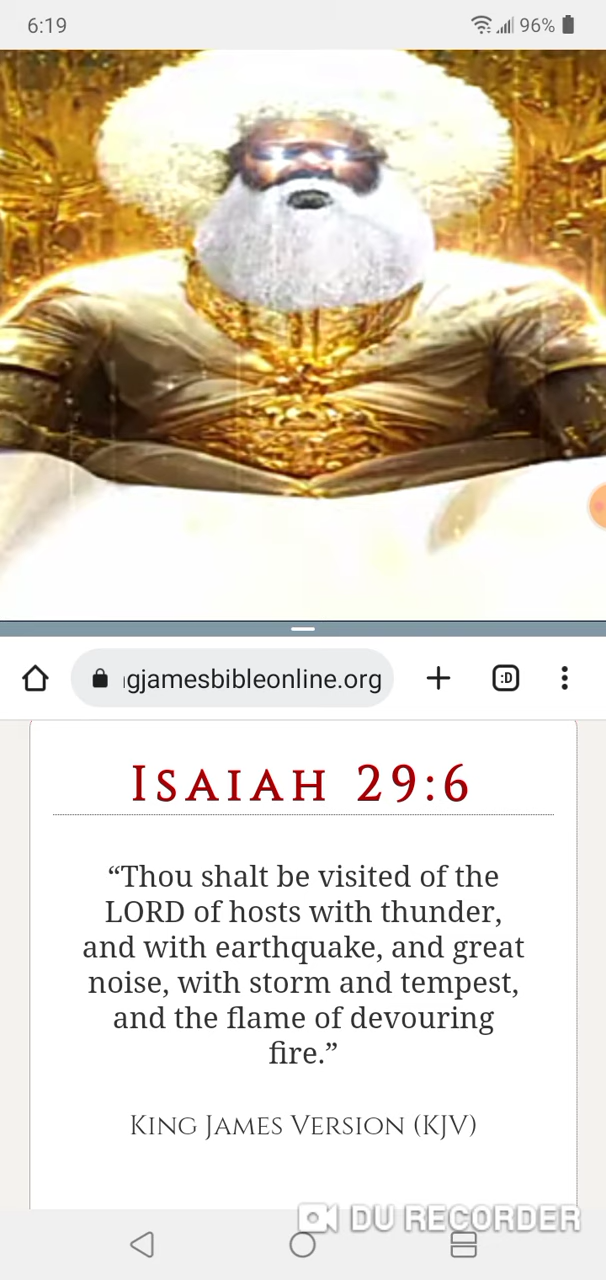 6:19
96%
gjamesbibleonline.org
:D
Isaiah 29:6
“Thou shalt be visited of the
LORD of hosts with thunder,
and with earthquake, and great
noise, with storm and tempest,
and the flame of devouring
fire.”
King James Version (KJV)
DU RECORDER